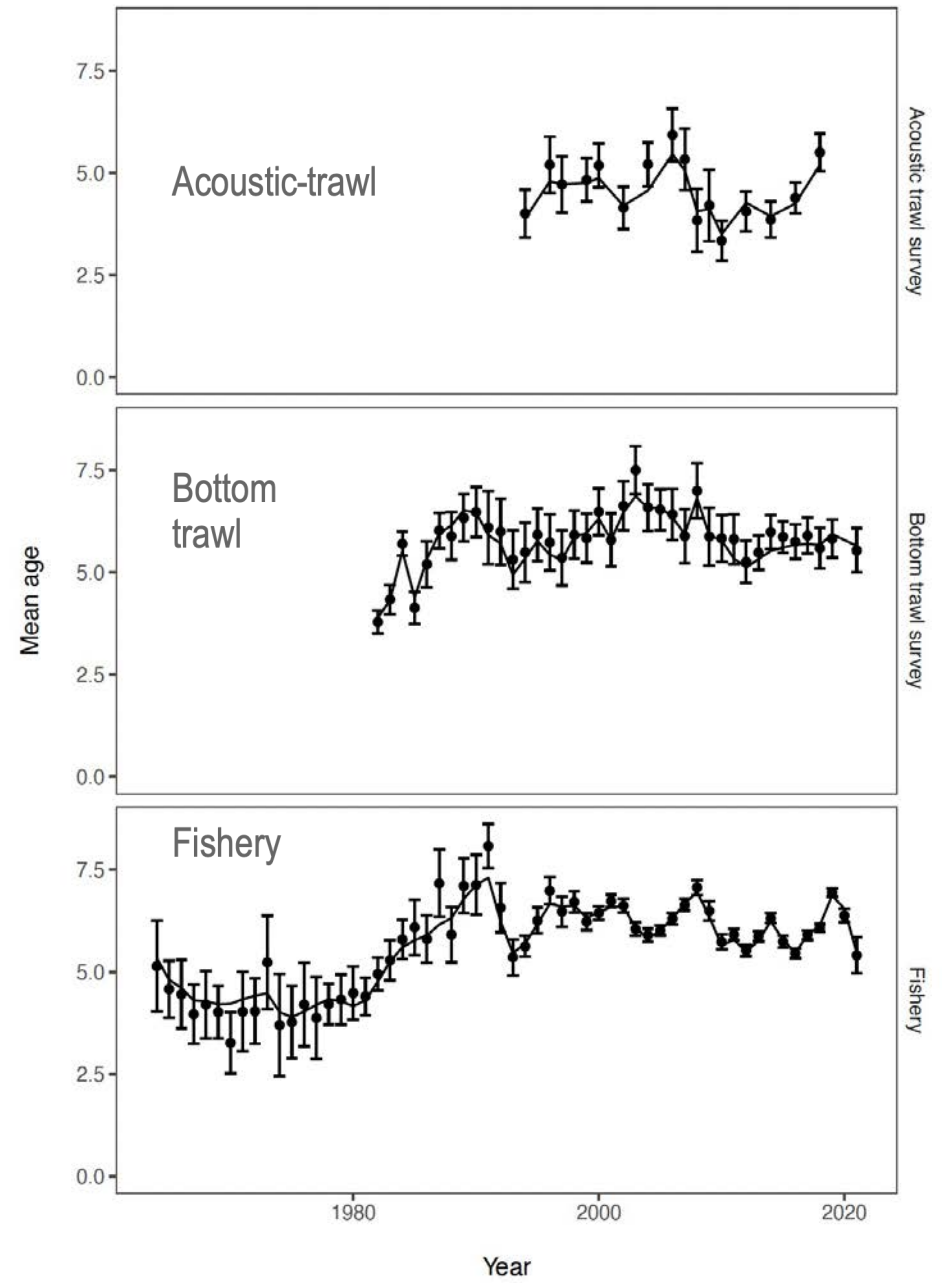 7.5
5.0
2.5
0.0
Acoustic-trawl
Acoustic trawl survey
7.5
5.0
2.5
0.0
Bottom
trawl
Bottom trawl survey
Mean age
7.5
5.0
2.5
0.0
Fishery
Fishery
1980
2000
2020
Year